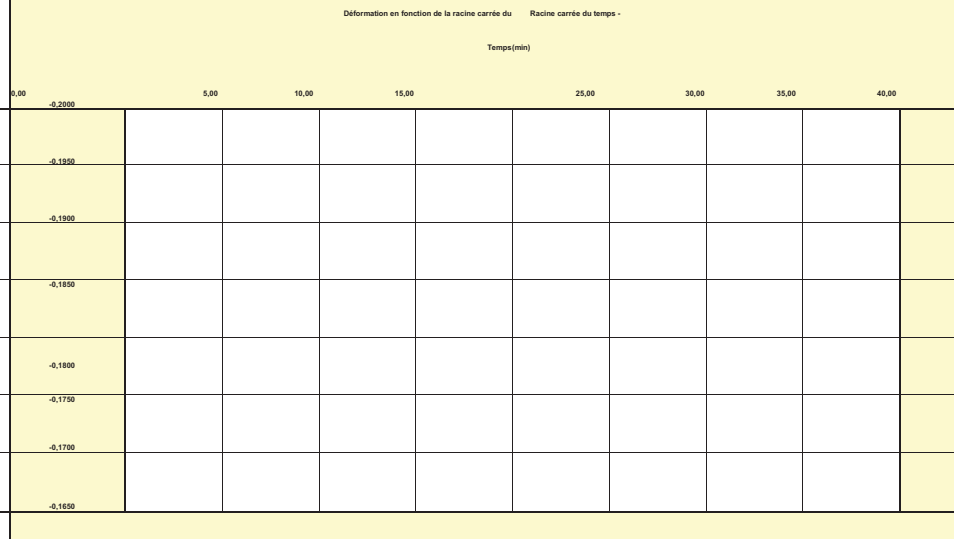 Déformation en fonction de la racine carrée du Racine carrée du temps -
Temps(min)
0,00 5,00 10,00 15,00 25,00 30,00 35,00 40,00
-0,2000
-0,1950
-0,1900
-0,1850
-0,1800
-0,1750
-0,1700
-0,1650